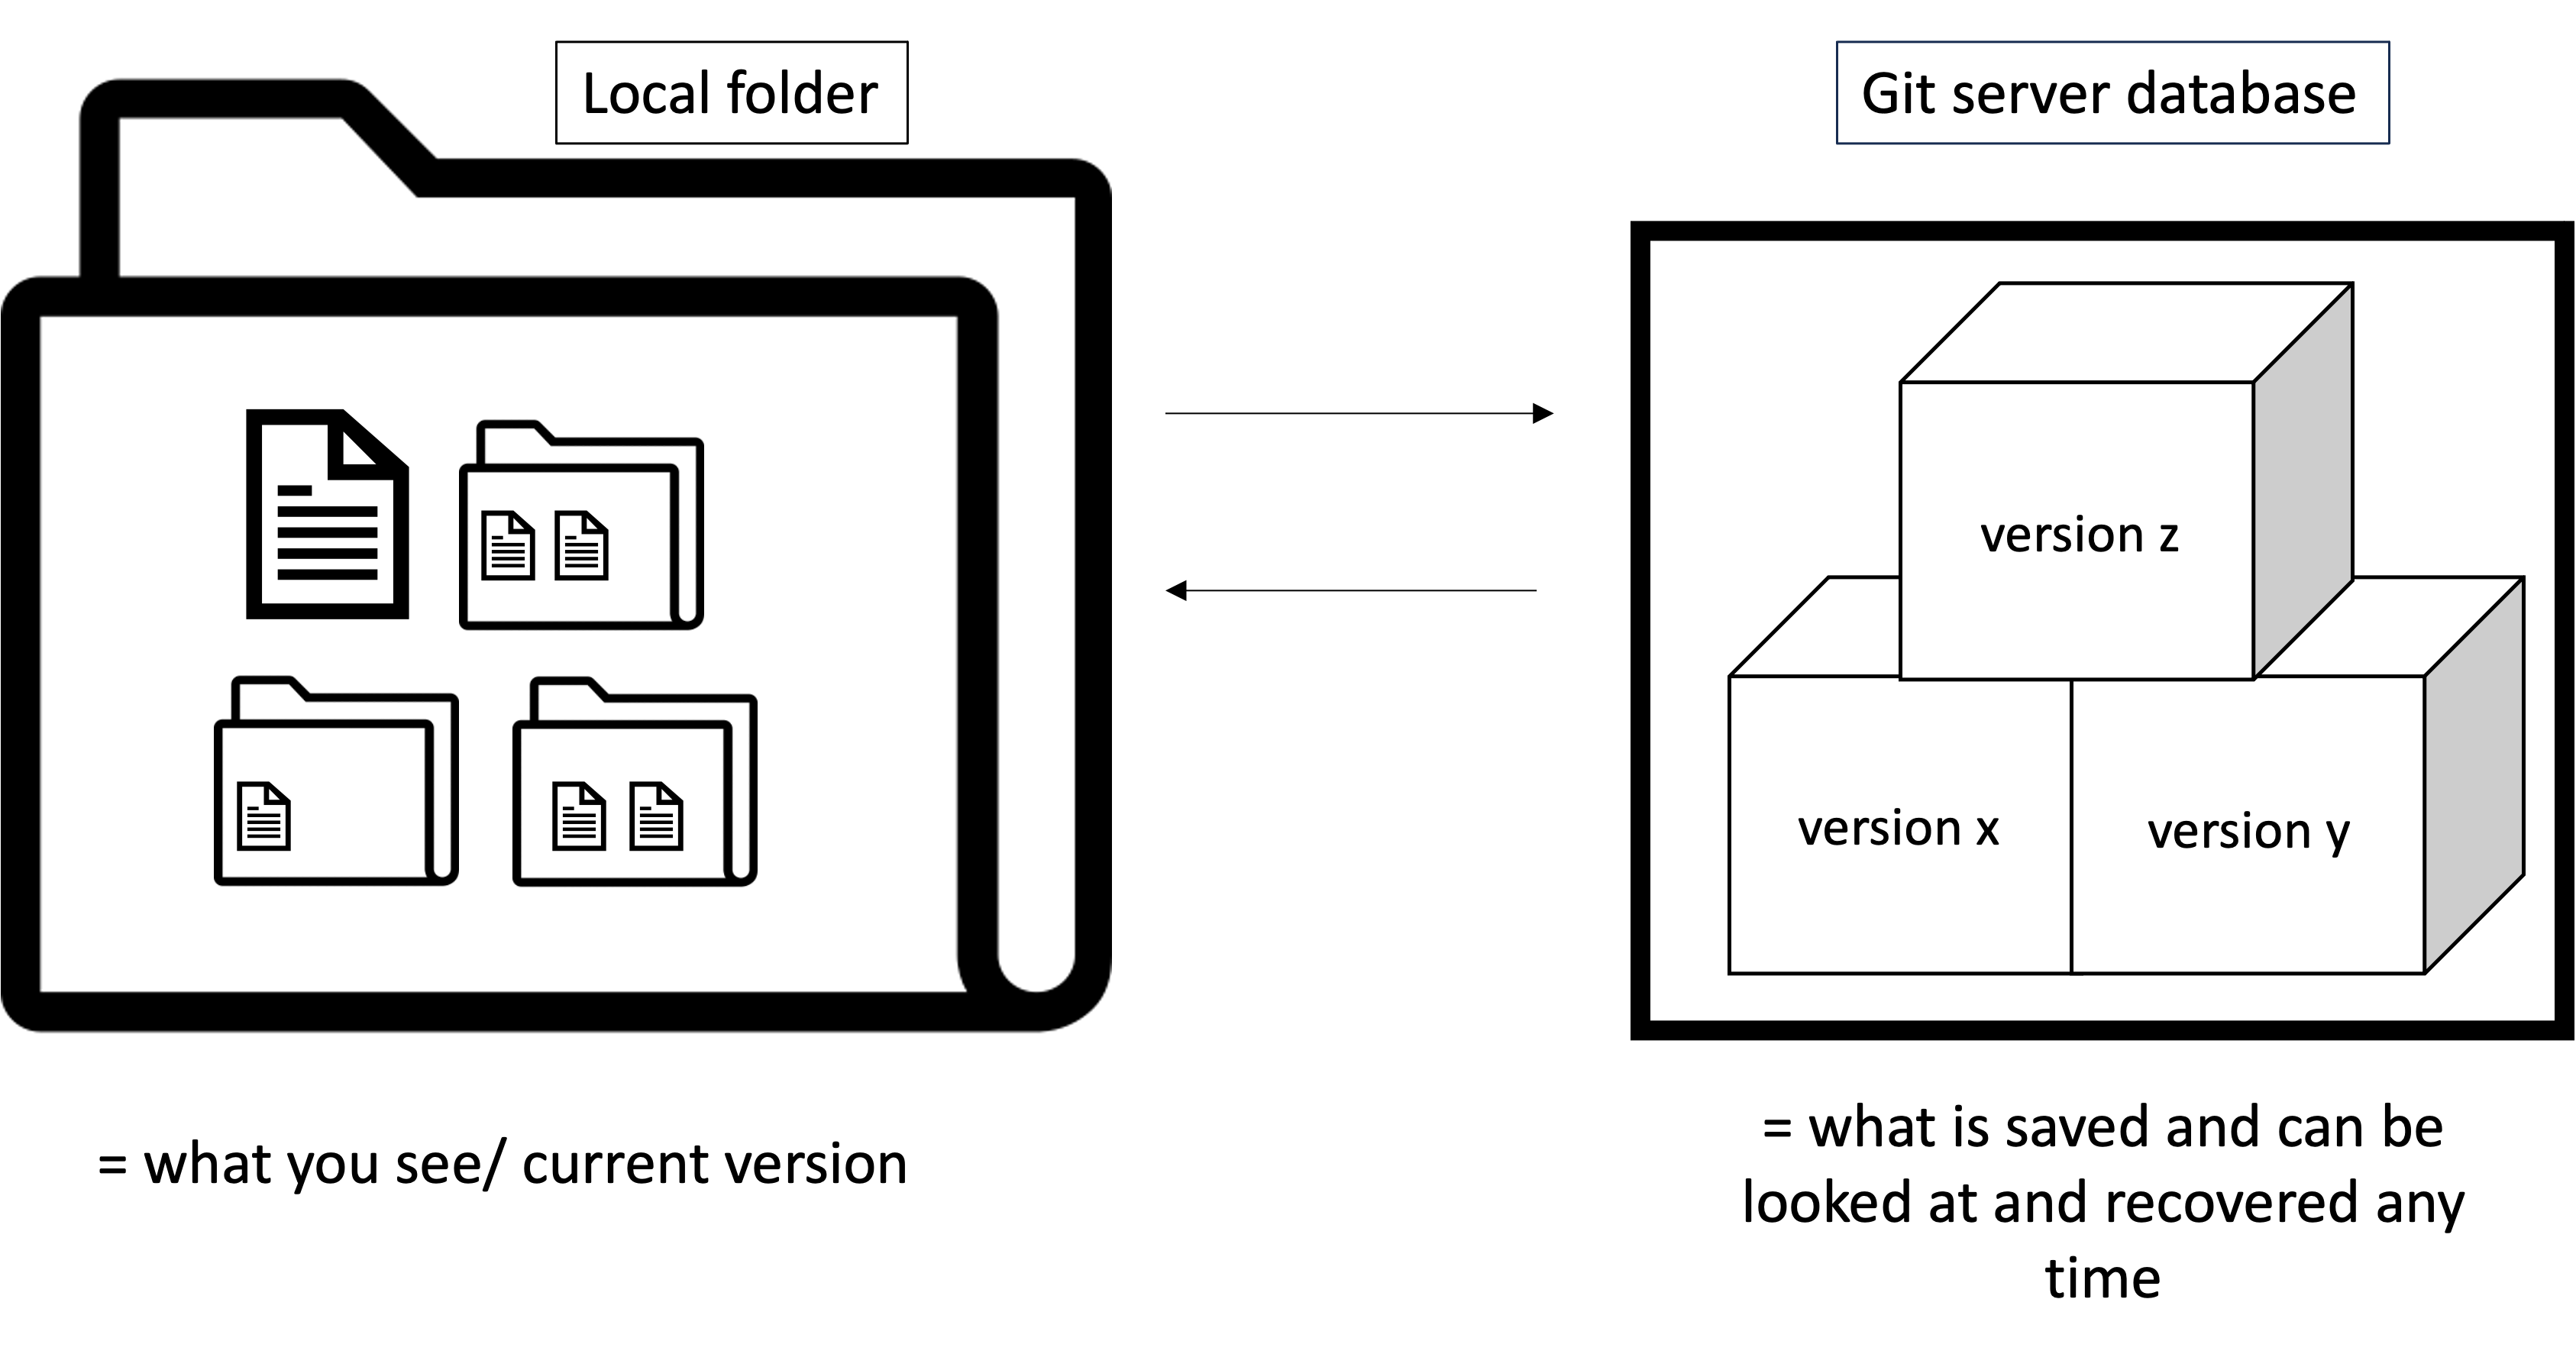 Local folder
Git server database
version z
version x
version y
= what you see/ current version
= what is saved and can be
looked at and recovered any
time